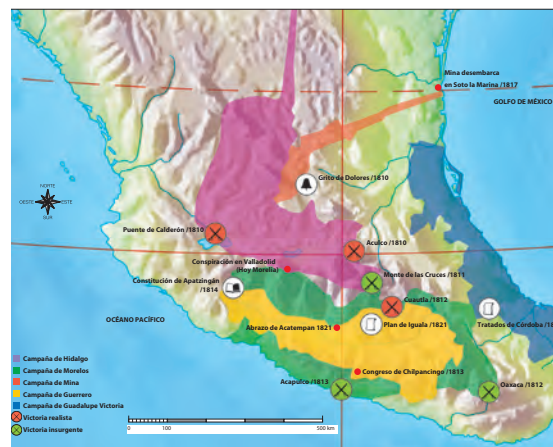 Mina desembarca
en Soto la Marina /1817
GOLFO DE MÉXICO
Grito de Dolores /1810
NORTE
OESTE
ESTE
SUR
Puente de Calderón /1810
Aculco /1810
Conspiración en Valladolid
(Hoy Morelia)
Monte de las Cruces /1811
Constitución de Apatzingán
/1814
Cuautla /1812
OCÉANO PACÍFICO
Abrazo de Acatempan 1821
Plan de Iguala /1821
Tratados de Córdoba /18
Campaña de Hidalgo
Campaña de Morelos
Campaña de Mina
Campaña de Guerrero
Campaña de Guadalupe Victoria
Victoria realista
Victoria insurgente
Congreso de Chilpancingo /1813
Acapulco /1813
Oaxaca /1812
0
100
500 km